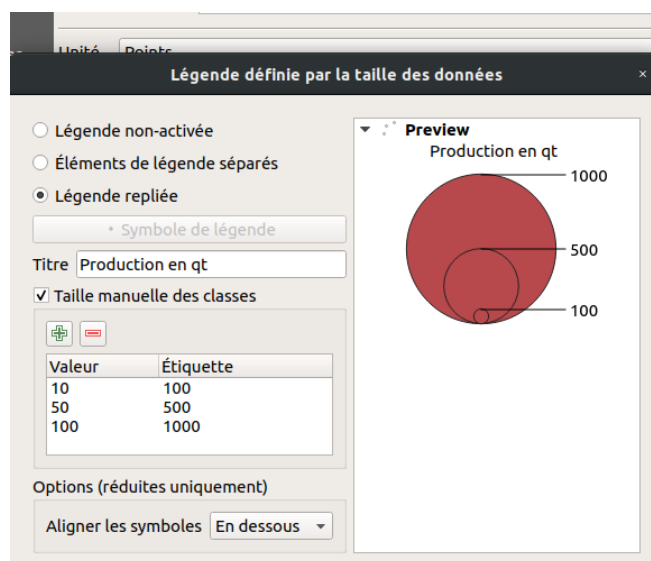 Unité Points
Légende définie par la taille des données ×
Légende non-activée
Éléments de légende séparés
Légende repliée
• Symbole de légende
Titre Production en qt
Taille manuelle des classes
Valeur Étiquette
10 100
50 500
100 1000
Options (réduites uniquement)
Aligner les symboles En dessous
Preview
Production en qt
1000
500
100